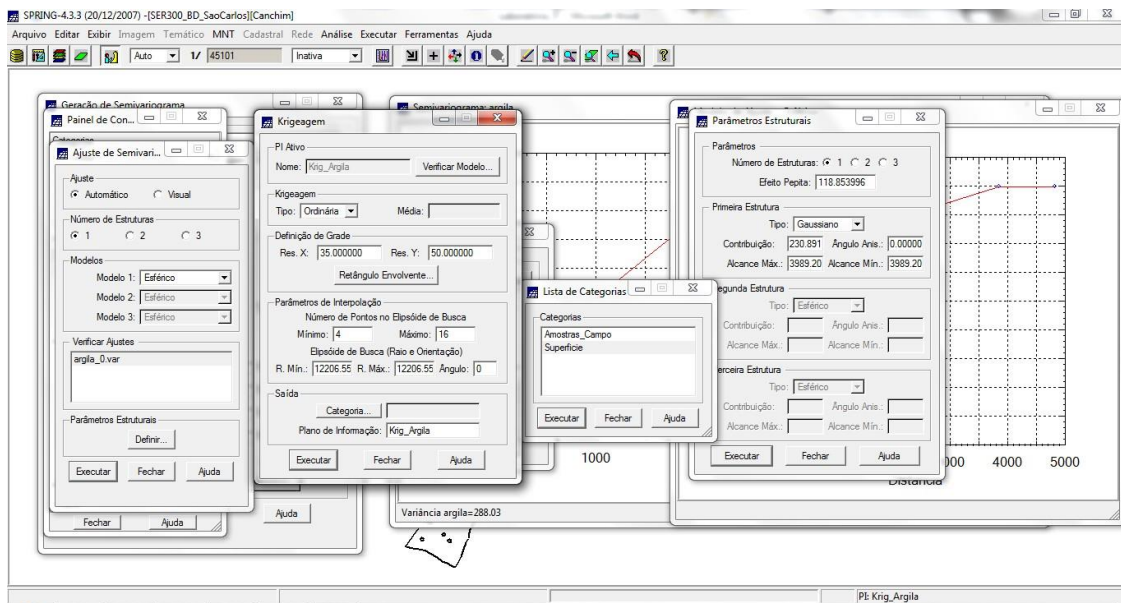 SPRING-4.3.3 (20/12/2007) -[SER300_BD_SaoCarlos][Canchim]
Arquivo Editar Exibir Imagem Temático MNT Cadastral Rede Análise Executar Ferramentas Ajuda
Auto 1/ 45101 Inativa
Geração de Semivariograma
Painel de Con...
Categorias
Fechar Ajuda
Ajuda
Ajuste de Semivari...
Ajuste
Automático Visual
Número de Estruturas
1 2 3
Modelos
Modelo 1: Esférico
Modelo 2: Esférico
Modelo 3: Esférico
Verificar Ajustes
argila_0.var
Parâmetros Estruturais
Definir...
Executar Fechar Ajuda
Krigeagem
PI Ativo
Nome: Krig_Argila Verificar Modelo...
Krigeagem
Tipo: Ordinária Média:
Definição de Grade
Res. X: 35.000000 Res. Y: 50.000000
Retângulo Envolvente...
Parâmetros de Interpolação
Número de Pontos no Elipsóide de Busca
Mínimo: 4 Máximo: 16
Elipsóide de Busca (Raio e Orientação)
R. Mín.: 12206.55 R. Máx.: 12206.55 Ângulo: 0
Saída
Categoria...
Plano de Informação: Krig_Argila
Executar Fechar Ajuda
Semivariograma: argila
1000
Variância argila=288.03
Lista de Categorias
Categorias
Amostras_Campo
Superficie
Executar Fechar Ajuda
Parâmetros Estruturais
Parâmetros
Número de Estruturas: 1 2 3
Efeito Pepita: 118.853996
Primeira Estrutura
Tipo: Gaussiano
Contribuição: 230.891 Ângulo Anis.: 0.00000
Alcance Máx.: 3989.20 Alcance Mín.: 3989.20
egunda Estrutura
Tipo: Esférico
Contribuição: Ângulo Anis.:
Alcance Máx.: Alcance Mín.:
erceira Estrutura
Tipo: Esférico
Contribuição: Ângulo Anis.:
Alcance Máx.: Alcance Mín.:
Executar Fechar Ajuda
000 4000 5000
Distância
PI: Krig_Argila